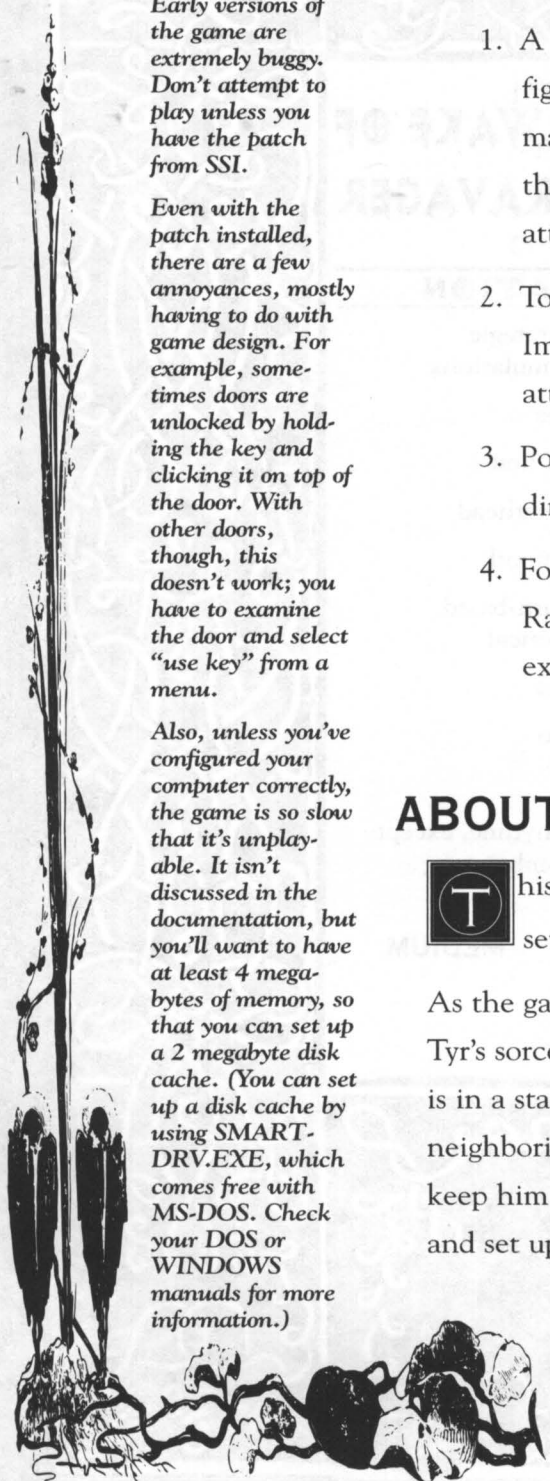 Early versions of
the game are
extremely buggy.
Don't attempt to
play unless you
have the patch
from SSI.
Even with the
patch installed,
there are a few
annoyances, mostly
having to do with
game design. For
example, some-
times doors are
unlocked by hold-
ing the key and
clicking it on top of
the door. With
other doors,
though, this
doesn't work; you
have to examine
the door and select
“use key” from a
menu.
Also, unless you've
configured your
computer correctly,
the game is so slow
that it's unplay-
able. It isn't
discussed in the
documentation, but
you'll want to have
at least 4 mega-
bytes of memory, so
that you can set up
a 2 megabyte disk
cache. (You can set
up a disk cache by
using SMART-
DRV.EXE, which
comes free with
MS-DOS. Check
your DOS or
WINDOWS
manuals for more
information.)
1. A
fig
ma
th
att
2. To
Im
att
3. Po
dir
4. Fo
Ra
ex
ABOUT
This
se
As the ga
Tyr's sorce
is in a sta
neighbori
keep him
and set up